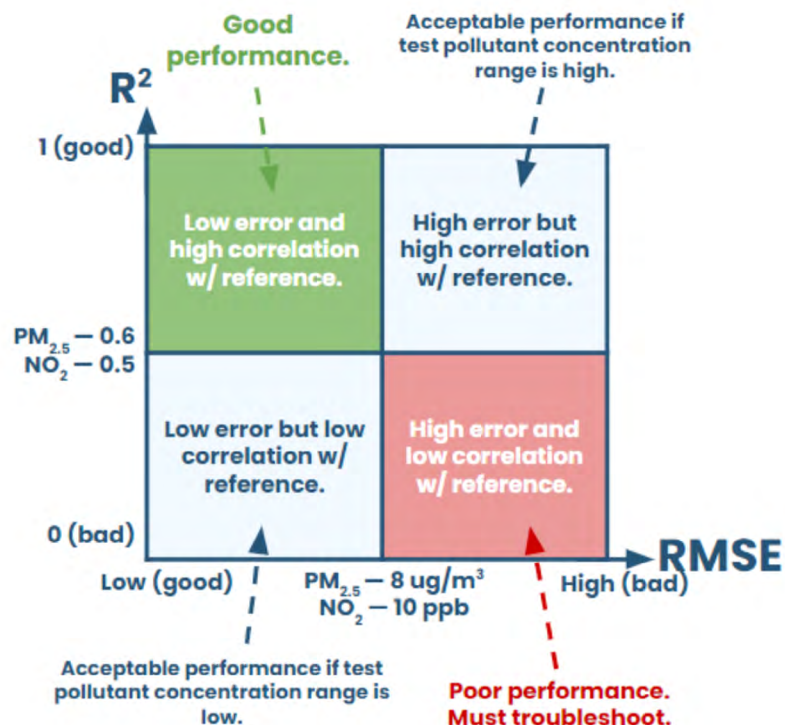 Good
performance.
Acceptable performance if
test pollutant concentration
range is high.
R²
1 (good)
Low error and
high correlation
w/ reference.
High error but
high correlation
w/ reference.
PM₂.₅ — 0.6
NO₂ — 0.5
Low error but low
correlation w/
reference.
High error and
low correlation
w/ reference.
0 (bad)
RMSE
Low (good)
PM₂.₅ — 8 ug/m³
NO₂ — 10 ppb
High (bad)
Acceptable performance if test
pollutant concentration range is
low.
Poor performance.
Must troubleshoot.